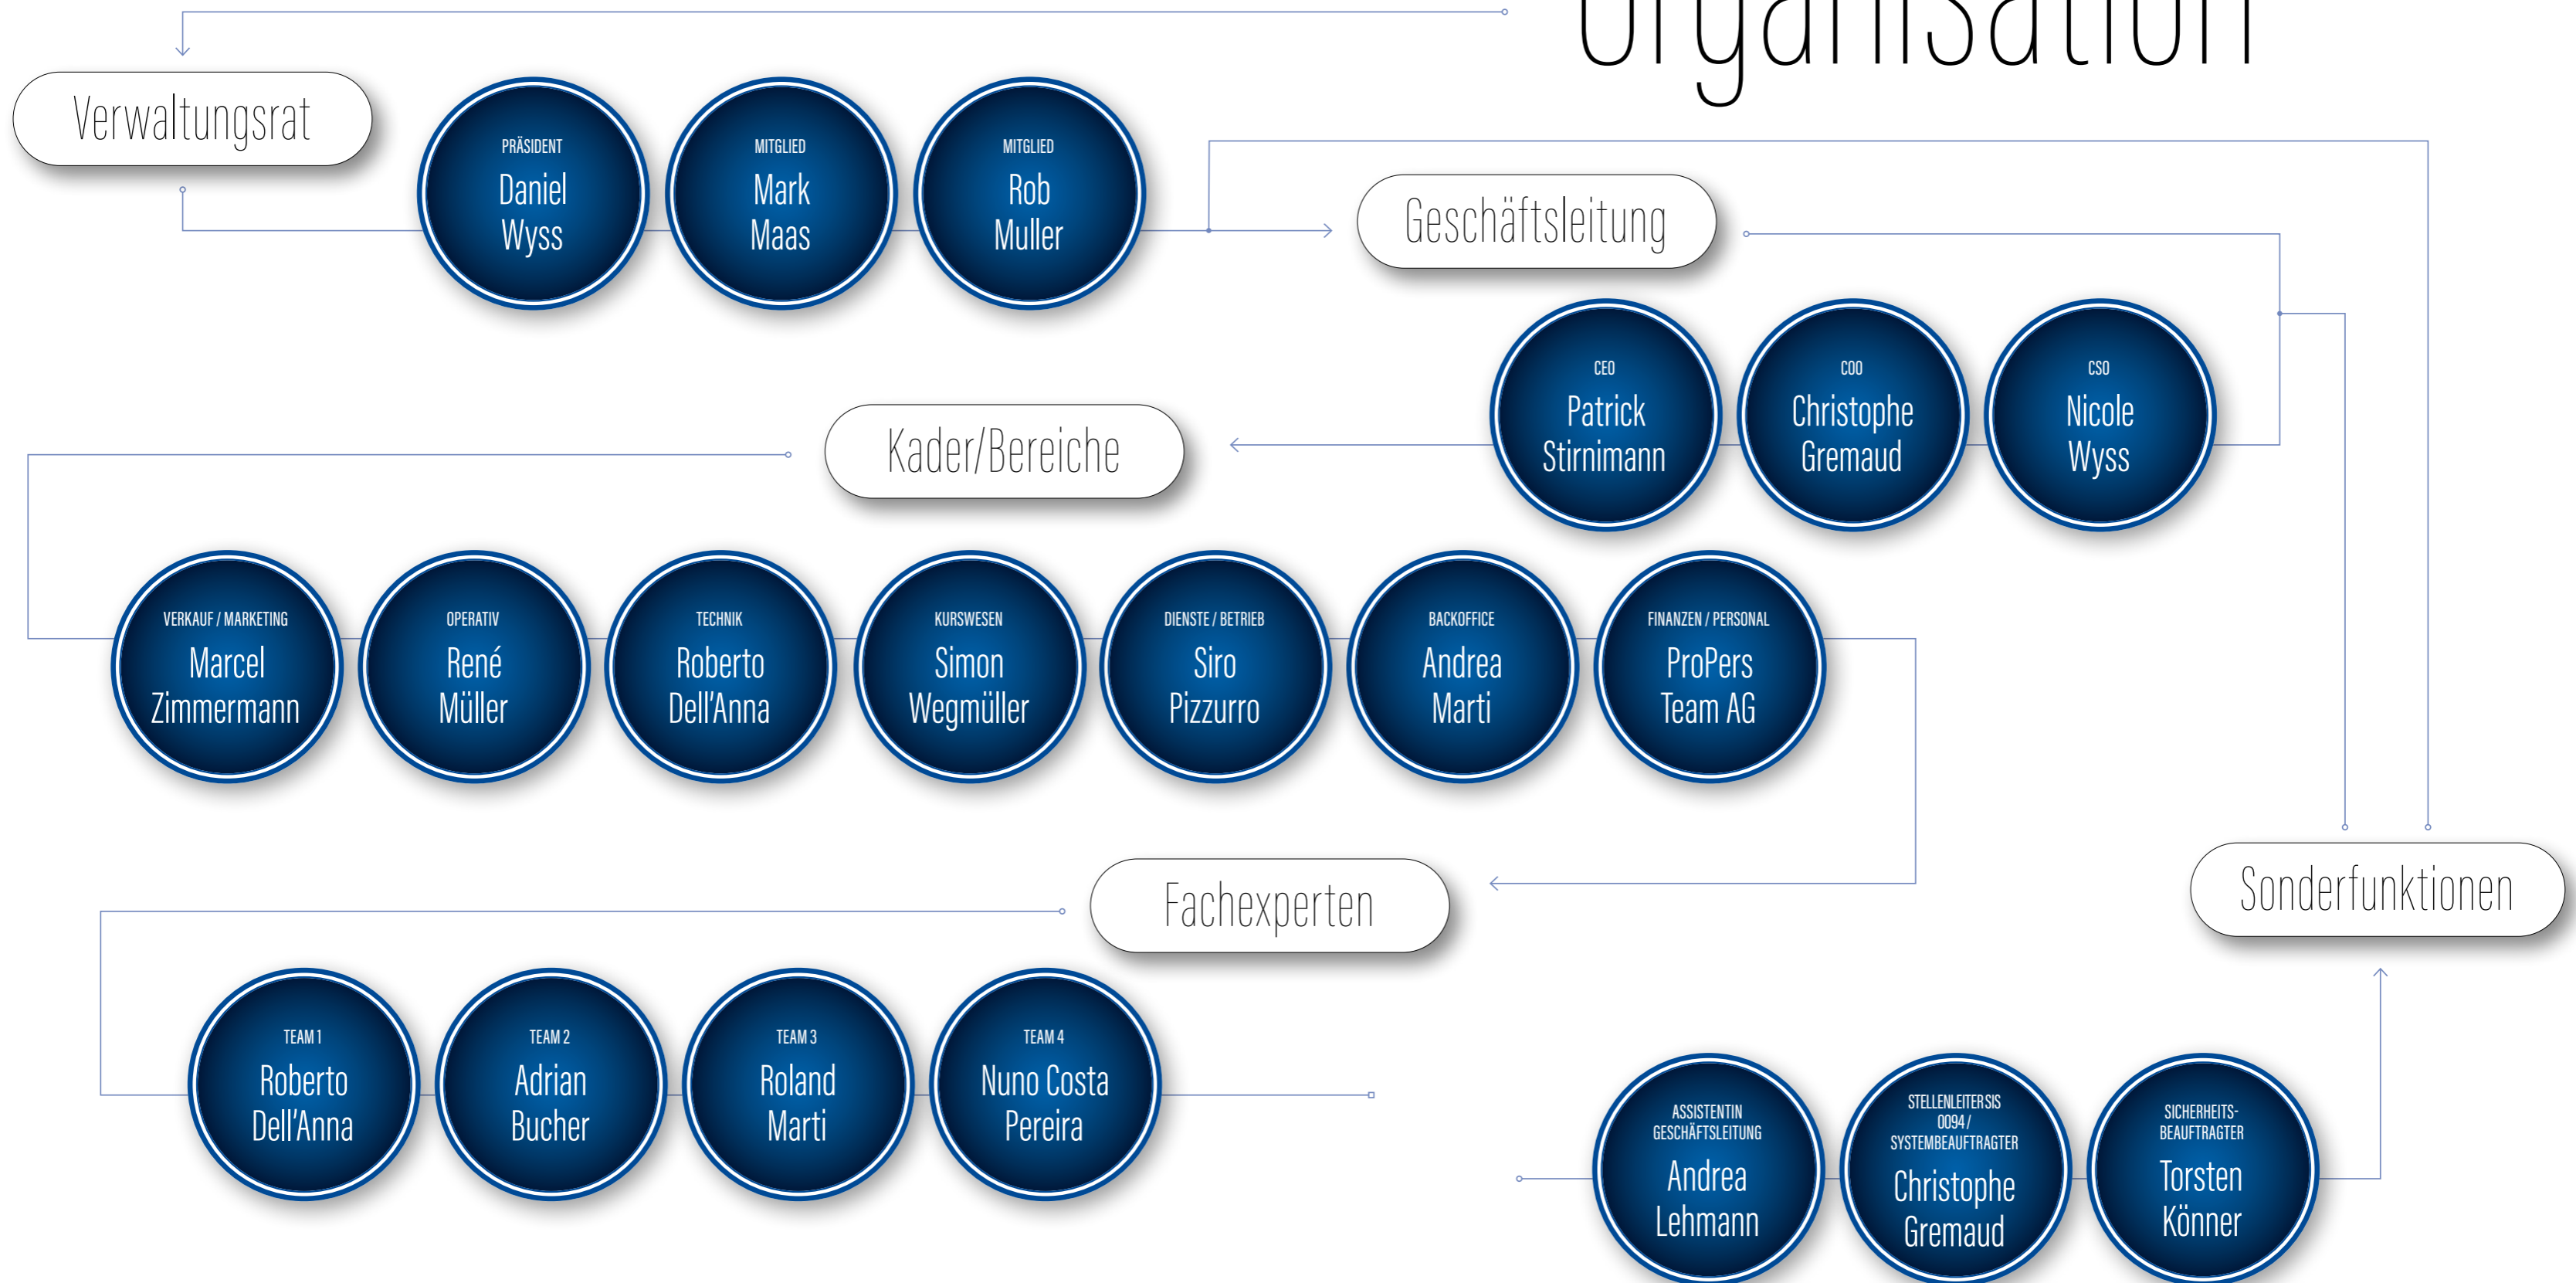 Organisation
Verwaltungsrat
PRÄSIDENT
Daniel
Wyss
MITGLIED
Mark
Maas
MITGLIED
Rob
Muller
Geschäftsleitung
CEO
Patrick
Stirnimann
COO
Christophe
Gremaud
CSO
Nicole
Wyss
Kader/Bereiche
VERKAUF / MARKETING
Marcel
Zimmermann
OPERATIV
René
Müller
TECHNIK
Roberto
Dell'Anna
KURSWESEN
Simon
Wegmüller
DIENSTE / BETRIEB
Siro
Pizzurro
BACKOFFICE
Andrea
Marti
FINANZEN / PERSONAL
ProPers
Team AG
Fachexperten
TEAM 1
Roberto
Dell'Anna
TEAM 2
Adrian
Bucher
TEAM 3
Roland
Marti
TEAM 4
Nuno Costa
Pereira
Sonderfunktionen
ASSISTENTIN
GESCHÄFTSLEITUNG
Andrea
Lehmann
STELLENLEITER SIS
0094 /
SYSTEMBEAUFTRAGTER
Christophe
Gremaud
SICHERHEITS-
BEAUFTRAGTER
Torsten
Könner